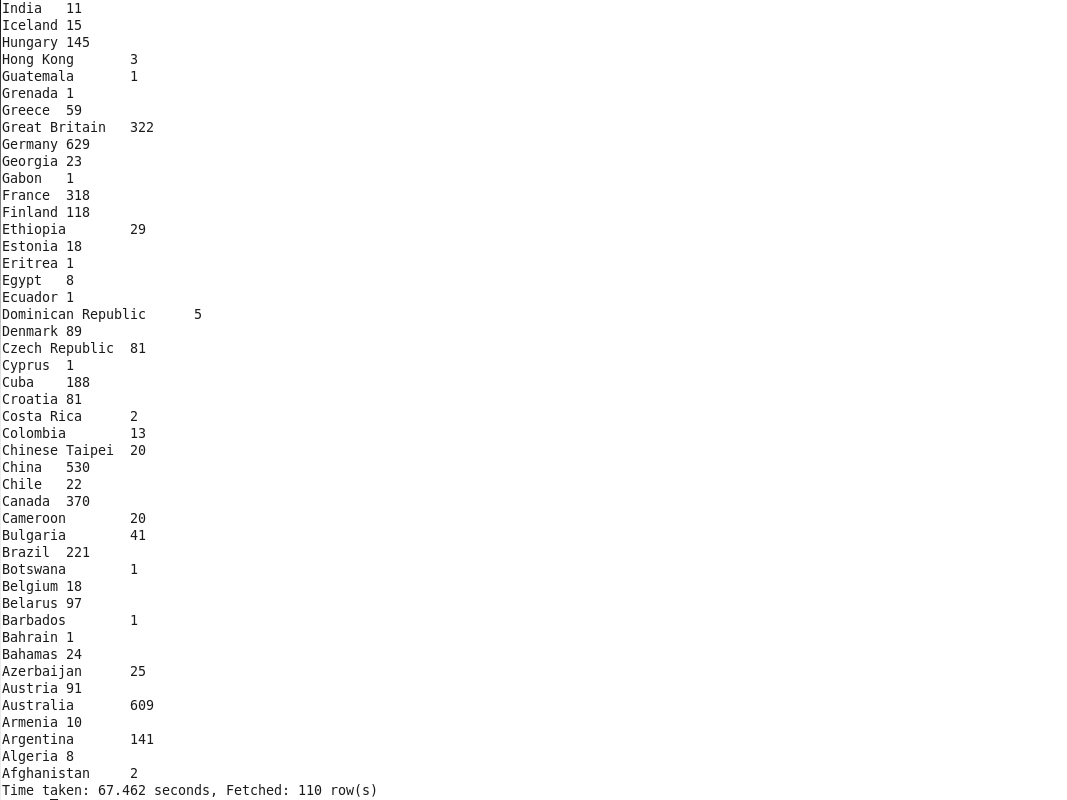 India 11
Iceland 15
Hungary 145
Hong Kong 3
Guatemala 1
Grenada 1
Greece 59
Great Britain 322
Germany 629
Georgia 23
Gabon 1
France 318
Finland 118
Ethiopia 29
Estonia 18
Eritrea 1
Egypt 8
Ecuador 1
Dominican Republic 5
Denmark 89
Czech Republic 81
Cyprus 1
Cuba 188
Croatia 81
Costa Rica 2
Colombia 13
Chinese Taipei 20
China 530
Chile 22
Canada 370
Cameroon 20
Bulgaria 41
Brazil 221
Botswana 1
Belgium 18
Belarus 97
Barbados 1
Bahrain 1
Bahamas 24
Azerbaijan 25
Austria 91
Australia 609
Armenia 10
Argentina 141
Algeria 8
Afghanistan 2
Time taken: 67.462 seconds, Fetched: 110 row(s)